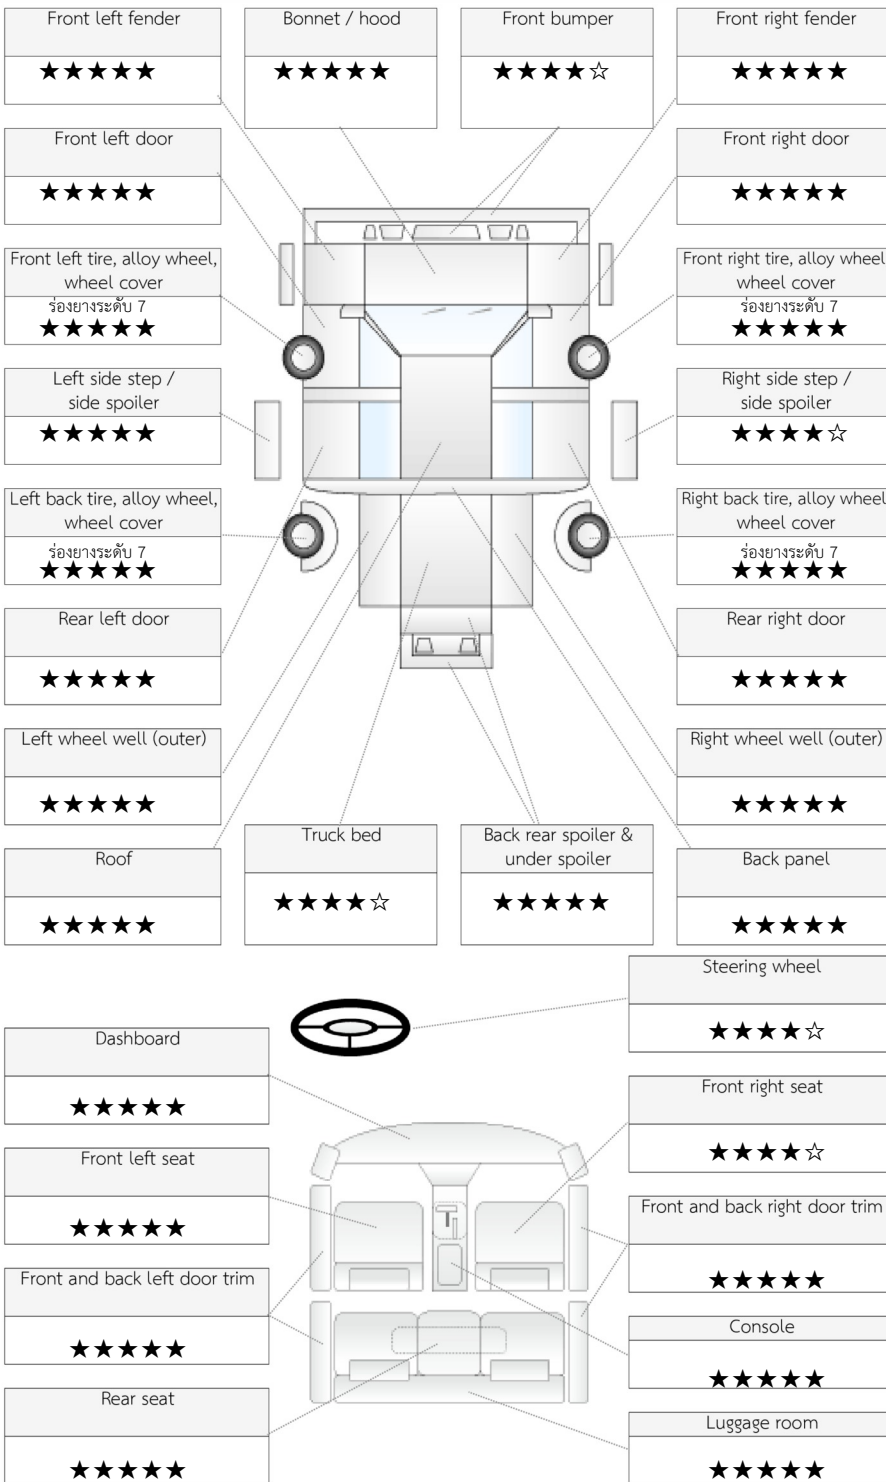 Front left fender
★★★★★
Bonnet / hood
★★★★★
Front bumper
★★★★☆
Front right fender
★★★★★
Front left door
★★★★★
Front right door
★★★★★
Front left tire, alloy wheel,
wheel cover
ร่องยางระดับ 7
★★★★★
Front right tire, alloy wheel
wheel cover
ร่องยางระดับ 7
★★★★★
Left side step /
side spoiler
★★★★★
Right side step /
side spoiler
★★★★☆
Left back tire, alloy wheel,
wheel cover
ร่องยางระดับ 7
★★★★★
Right back tire, alloy wheel
wheel cover
ร่องยางระดับ 7
★★★★★
Rear left door
★★★★★
Rear right door
★★★★★
Left wheel well (outer)
★★★★★
Right wheel well (outer)
★★★★★
Roof
★★★★★
Truck bed
★★★★☆
Back rear spoiler &
under spoiler
★★★★★
Back panel
★★★★★
Steering wheel
★★★★☆
Dashboard
★★★★★
Front right seat
★★★★☆
Front left seat
★★★★★
Front and back right door trim
★★★★★
Front and back left door trim
★★★★★
Console
★★★★★
Rear seat
★★★★★
Luggage room
★★★★★